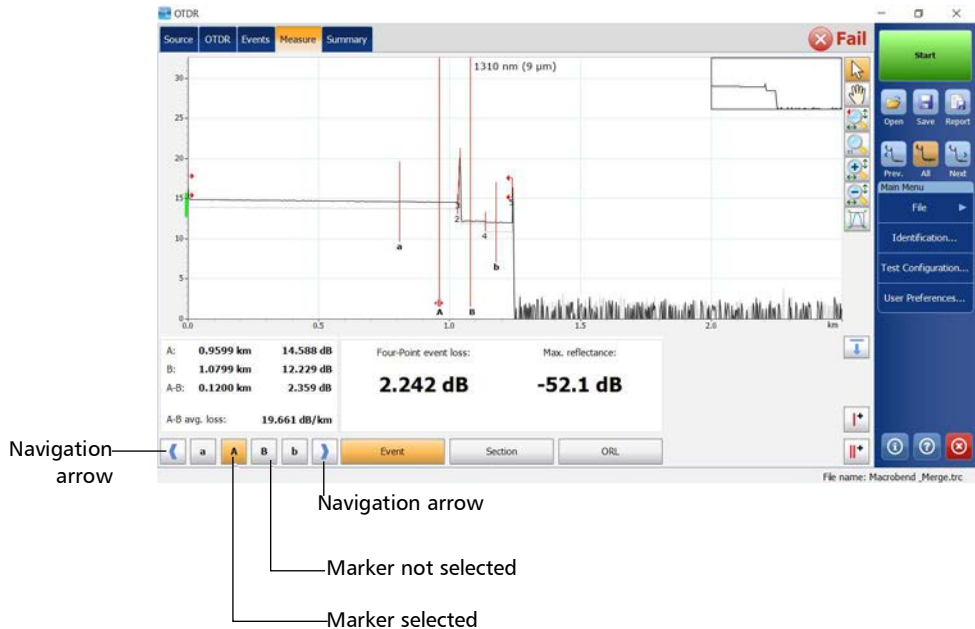 OTDR
Source OTDR Events Measure Summary
Fail
Start
1310 nm (9 µm)
30
25
20
15
10
5
0
0.0 0.5 1.0 1.5 2.0 km
a A B b
2 3 4 5
Open Save Report
Prev. All Next
Main Menu
File
Identification...
Test Configuration...
User Preferences...
A: 0.9599 km 14.588 dB
B: 1.0799 km 12.229 dB
A-B: 0.1200 km 2.359 dB
A-B avg. loss: 19.661 dB/km
Four-Point event loss:
2.242 dB
Max. reflectance:
-52.1 dB
a A B b
Event Section ORL
File name: Macrobend _Merge.trc
Navigation
arrow
Navigation arrow
Marker not selected
Marker selected